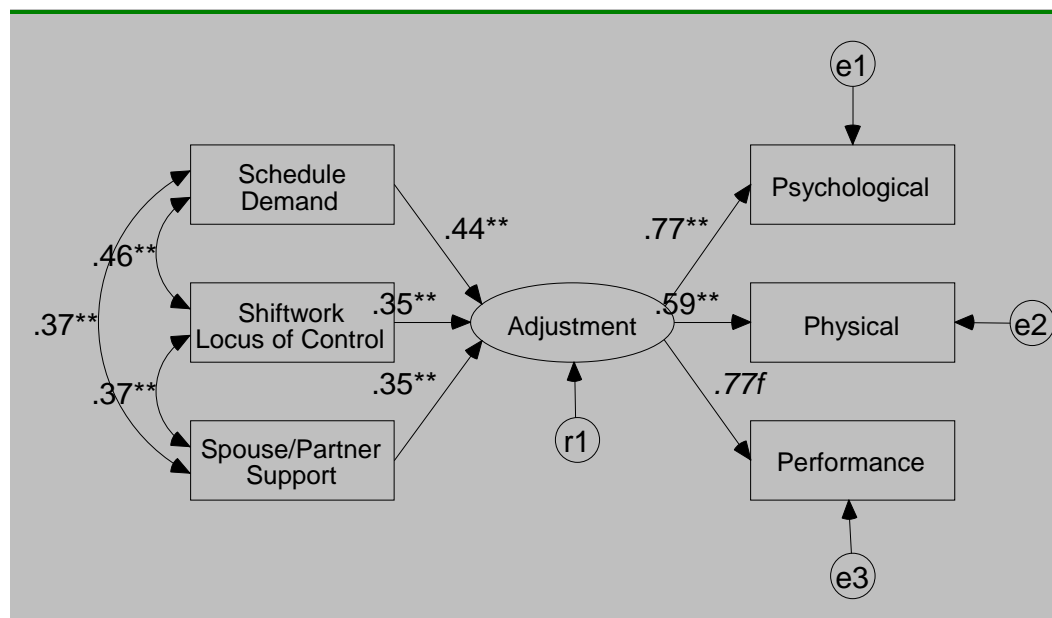 e1
Schedule
Demand
Psychological
.44**
.77**
.46**
Shiftwork
Locus of Control
.35**
Adjustment
.59**
Physical
e2
.37**
.37**
.35**
.77f
Spouse/Partner
Support
r1
Performance
e3